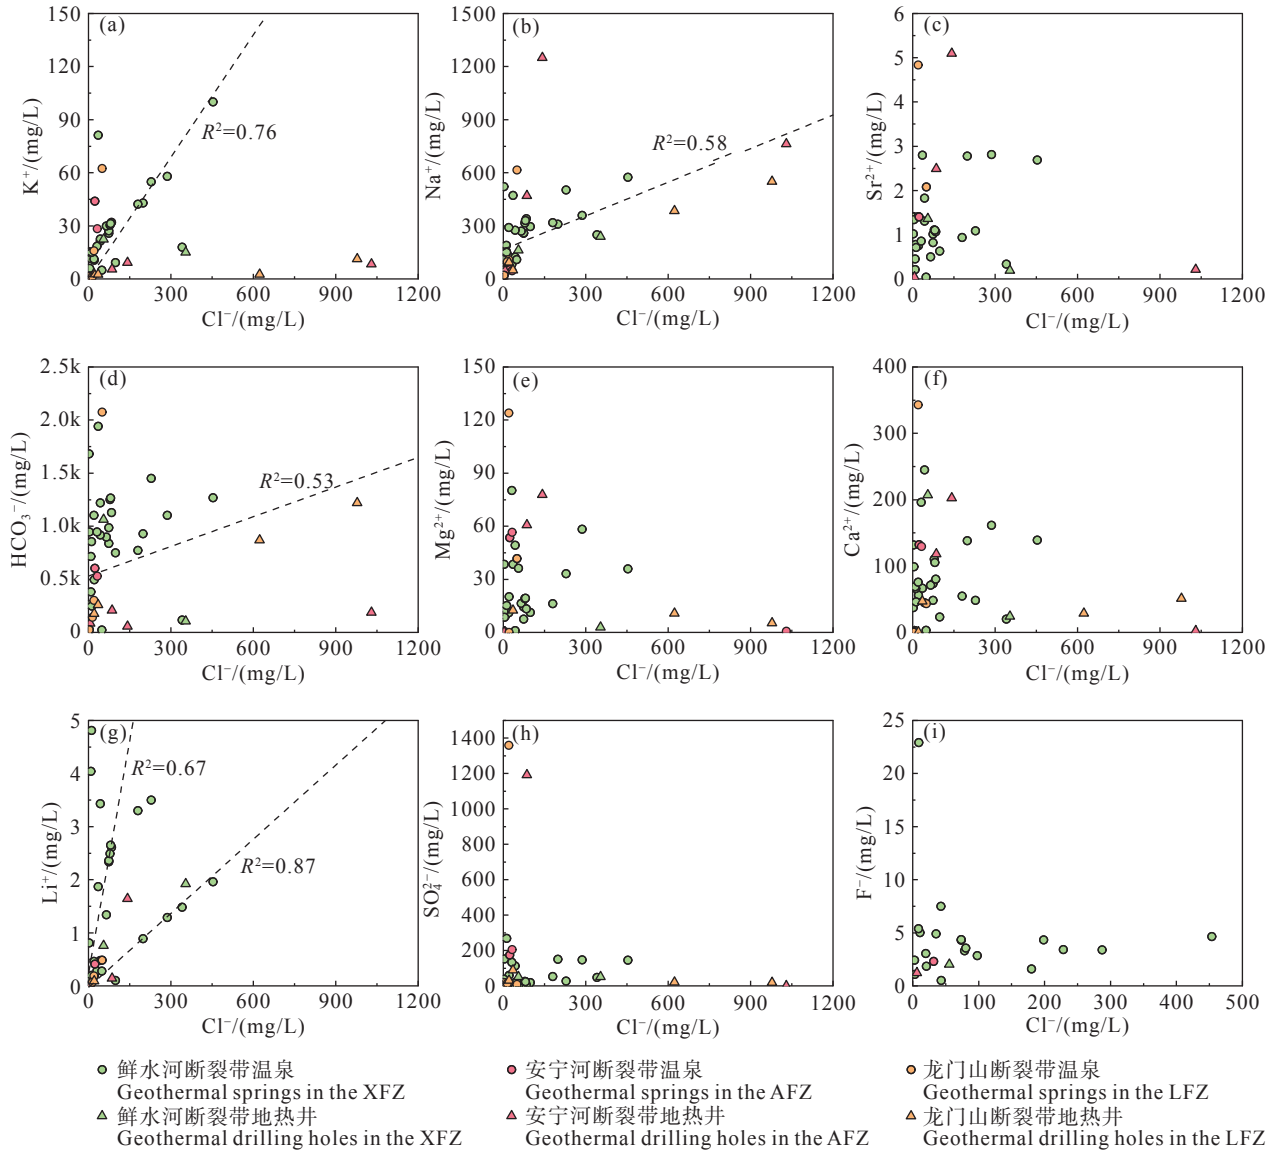 (a)
150
120
90
60
30
0
K⁺/(mg/L)
R²=0.76
0 300 600 900 1200
Cl⁻/(mg/L)
(b)
1500
1200
900
600
300
0
Na⁺/(mg/L)
R²=0.58
0 300 600 900 1200
Cl⁻/(mg/L)
(c)
6
5
4
3
2
1
0
Sr²⁺/(mg/L)
0 300 600 900 1200
Cl⁻/(mg/L)
(d)
2.5k
2.0k
1.5k
1.0k
0.5k
0
HCO₃⁻/(mg/L)
R²=0.53
0 300 600 900 1200
Cl⁻/(mg/L)
(e)
150
120
90
60
30
0
Mg²⁺/(mg/L)
0 300 600 900 1200
Cl⁻/(mg/L)
(f)
400
300
200
100
0
Ca²⁺/(mg/L)
0 300 600 900 1200
Cl⁻/(mg/L)
(g)
5
4
3
2
1
0
Li⁺/(mg/L)
R²=0.67
R²=0.87
0 300 600 900 1200
Cl⁻/(mg/L)
(h)
1400
1200
1000
800
600
400
200
0
SO₄²⁻/(mg/L)
0 300 600 900 1200
Cl⁻/(mg/L)
(i)
25
20
15
10
5
0
F⁻/(mg/L)
0 100 200 300 400 500
Cl⁻/(mg/L)
鲜水河断裂带温泉
Geothermal springs in the XFZ
安宁河断裂带温泉
Geothermal springs in the AFZ
龙门山断裂带温泉
Geothermal springs in the LFZ
鲜水河断裂带地热井
Geothermal drilling holes in the XFZ
安宁河断裂带地热井
Geothermal drilling holes in the AFZ
龙门山断裂带地热井
Geothermal drilling holes in the LFZ